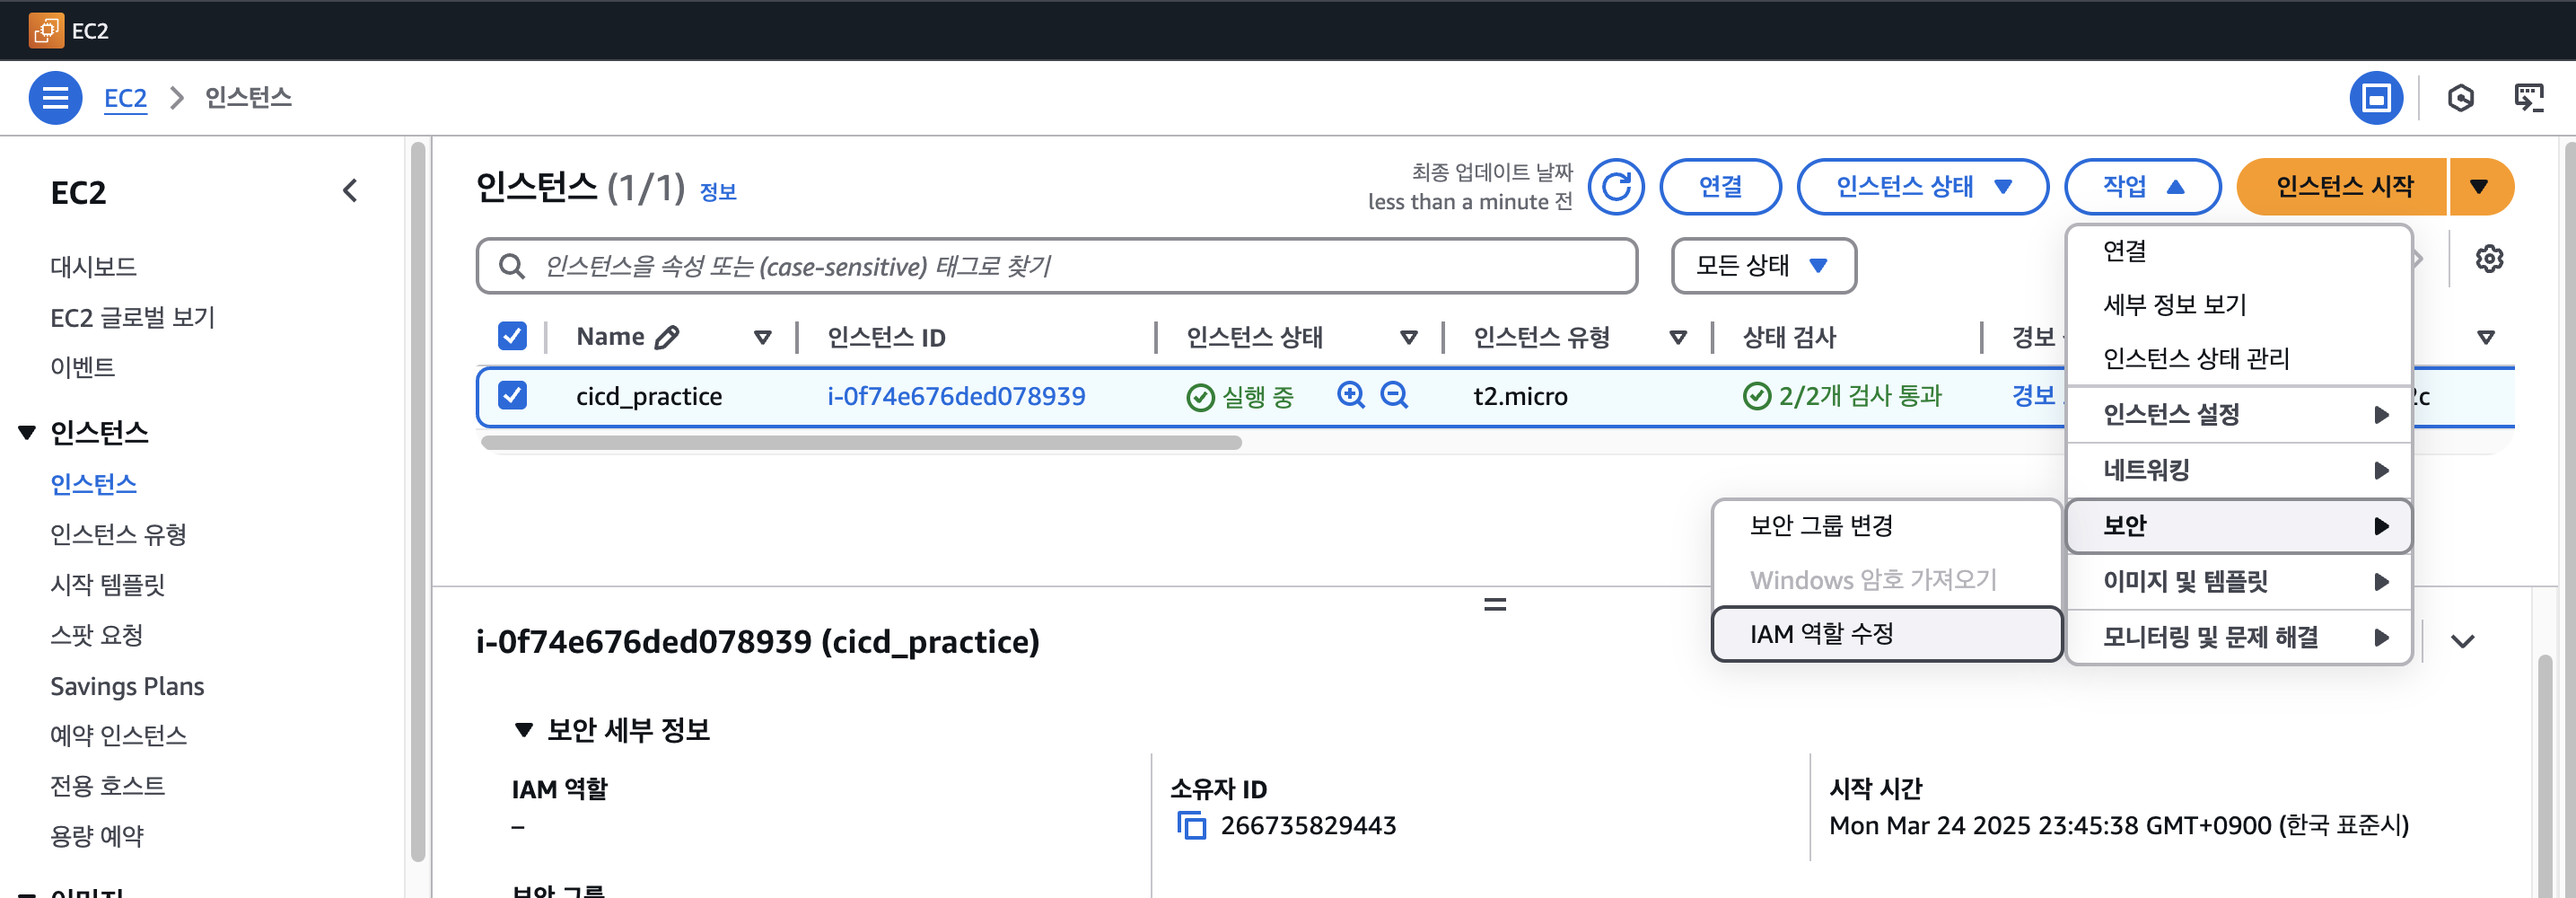 EC2
EC2
인스턴스
EC2
대시보드
EC2 글로벌 보기
이벤트
인스턴스
인스턴스
인스턴스 유형
시작 템플릿
스팟 요청
Savings Plans
예약 인스턴스
전용 호스트
용량 예약
인스턴스 (1/1) 정보
최종 업데이트 날짜
less than a minute 전
연결
인스턴스 상태
작업
인스턴스 시작
인스턴스을 속성 또는 (case-sensitive) 태그로 찾기
모든 상태
Name
인스턴스 ID
인스턴스 상태
인스턴스 유형
상태 검사
경보
cicd_practice
i-0f74e676ded078939
실행 중
t2.micro
2/2개 검사 통과
경보
2c
연결
세부 정보 보기
인스턴스 상태 관리
인스턴스 설정
네트워킹
보안
이미지 및 템플릿
모니터링 및 문제 해결
보안 그룹 변경
Windows 암호 가져오기
IAM 역할 수정
i-0f74e676ded078939 (cicd_practice)
보안 세부 정보
IAM 역할
–
소유자 ID
266735829443
시작 시간
Mon Mar 24 2025 23:45:38 GMT+0900 (한국 표준시)